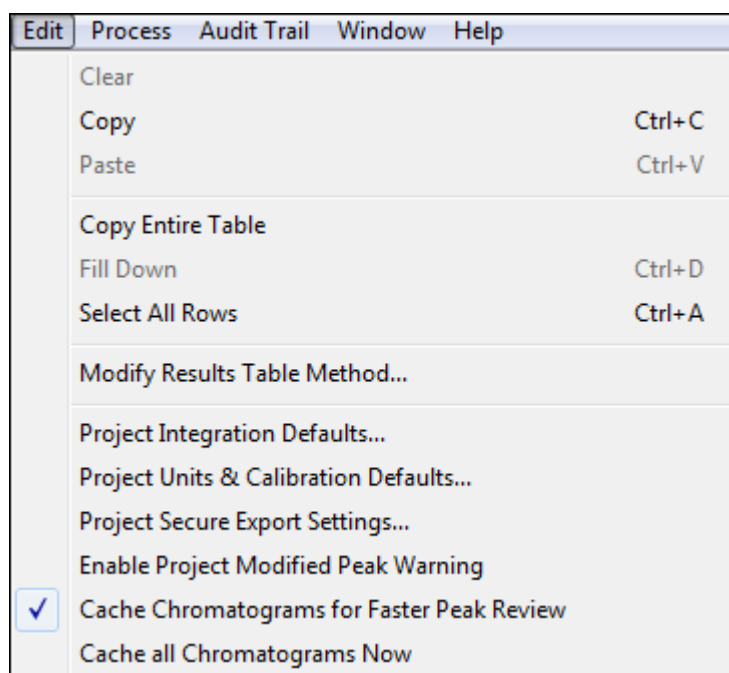 Edit Process Audit Trail Window Help
Clear
Copy Ctrl+C
Paste Ctrl+V
Copy Entire Table
Fill Down Ctrl+D
Select All Rows Ctrl+A
Modify Results Table Method...
Project Integration Defaults...
Project Units & Calibration Defaults...
Project Secure Export Settings...
Enable Project Modified Peak Warning
Cache Chromatograms for Faster Peak Review
Cache all Chromatograms Now